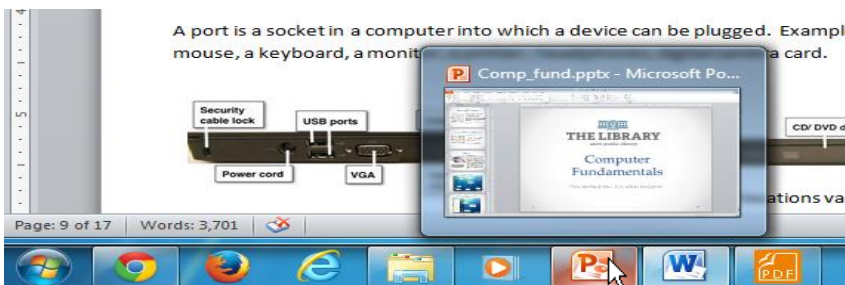 A port is a socket in a computer into which a device can be plugged. Exampl
mouse, a keyboard, a monit
a card.
P Comp_fund.pptx - Microsoft Po...
THE LIBRARY
Computer
Fundamentals
Security
cable lock
USB ports
Power cord
VGA
CD/ DVD d
ations va
Page: 9 of 17 Words: 3,701
P
W
PDF